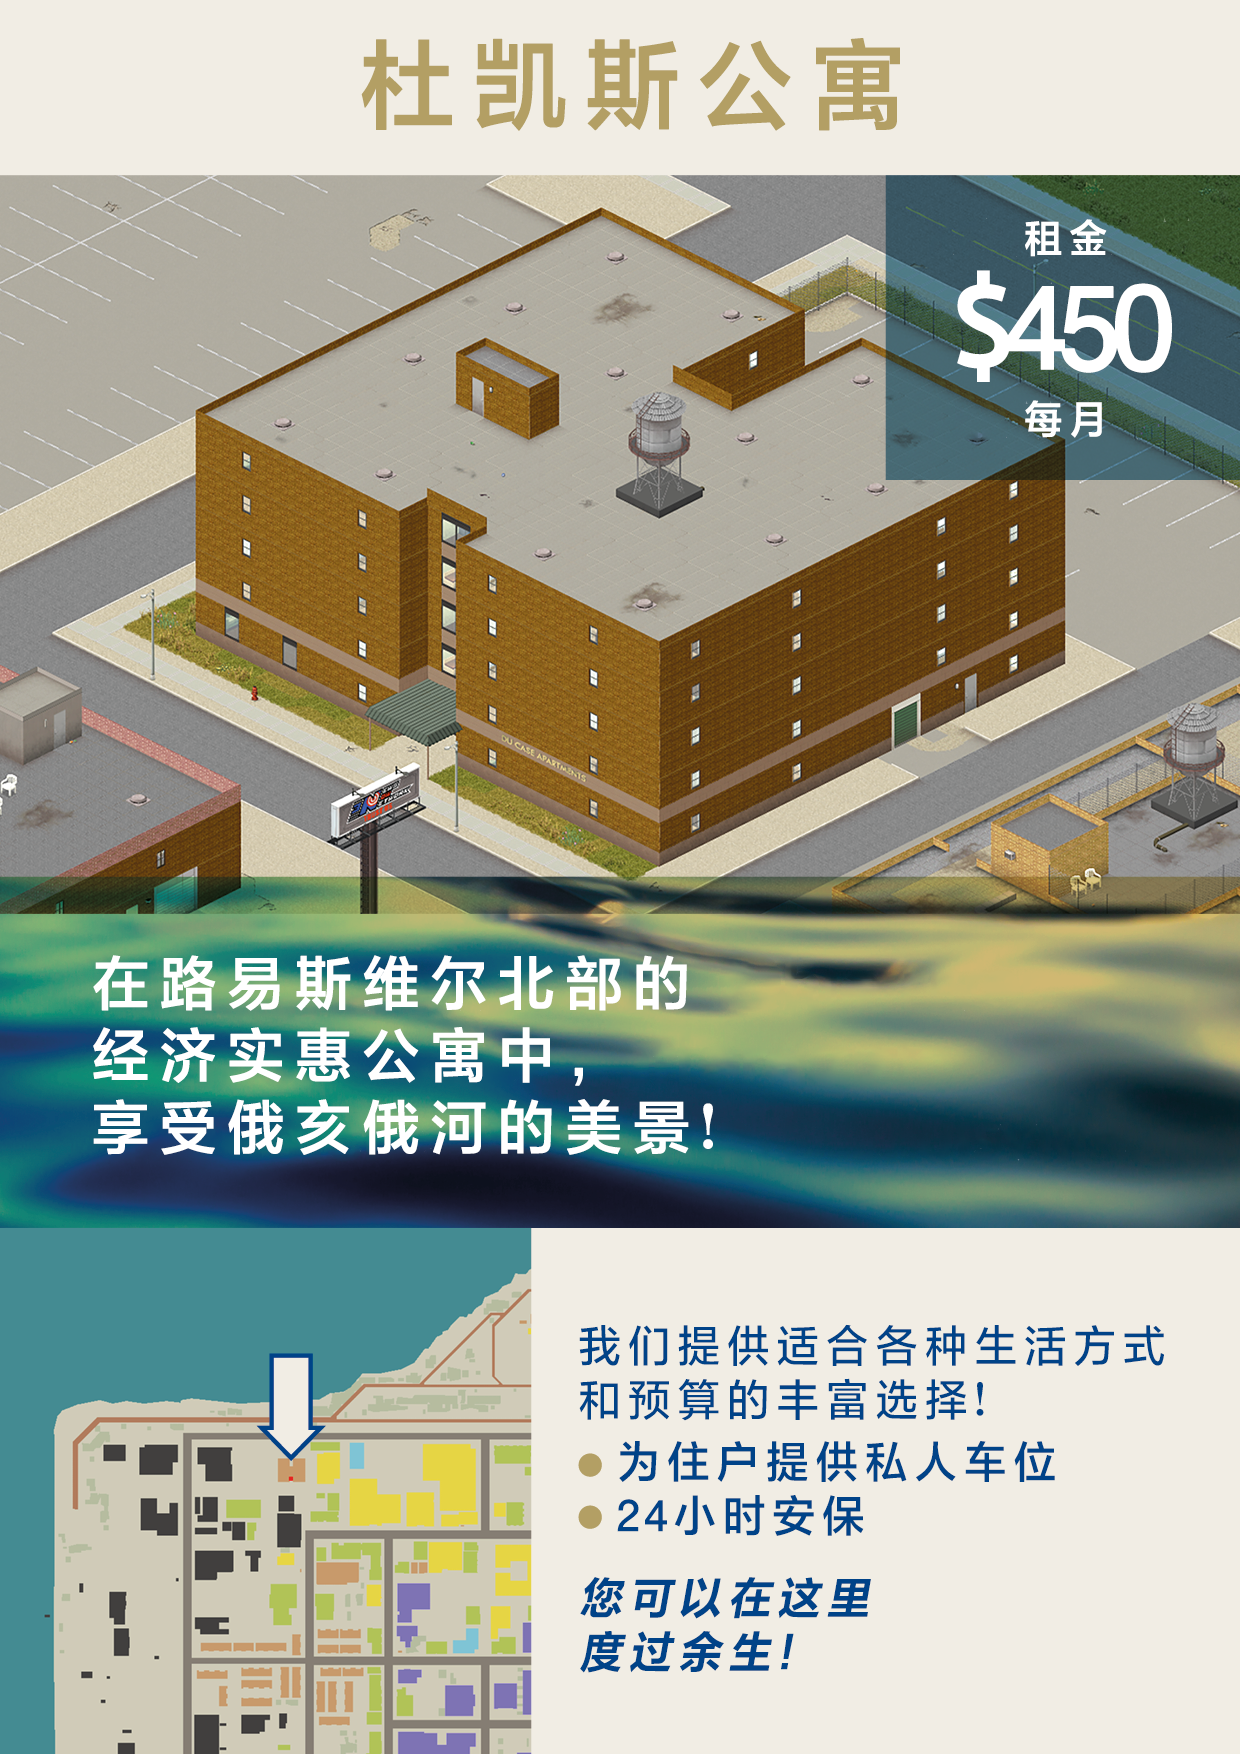 杜凯斯公寓
租金
$450
每月
DU CASE APARTMENTS
在路易斯维尔北部的
经济实惠公寓中，
享受俄亥俄河的美景！
我们提供适合各种生活方式
和预算的丰富选择！
为住户提供私人车位
24小时安保
您可以在这里
度过余生！